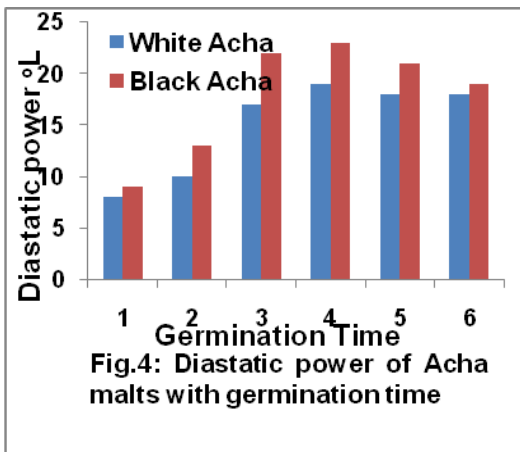 Diastatic power ºL
25
20
15
10
5
0
White Acha
Black Acha
1 2 3 4 5 6
Germination Time
Fig.4: Diastatic power of Acha
malts with germination time